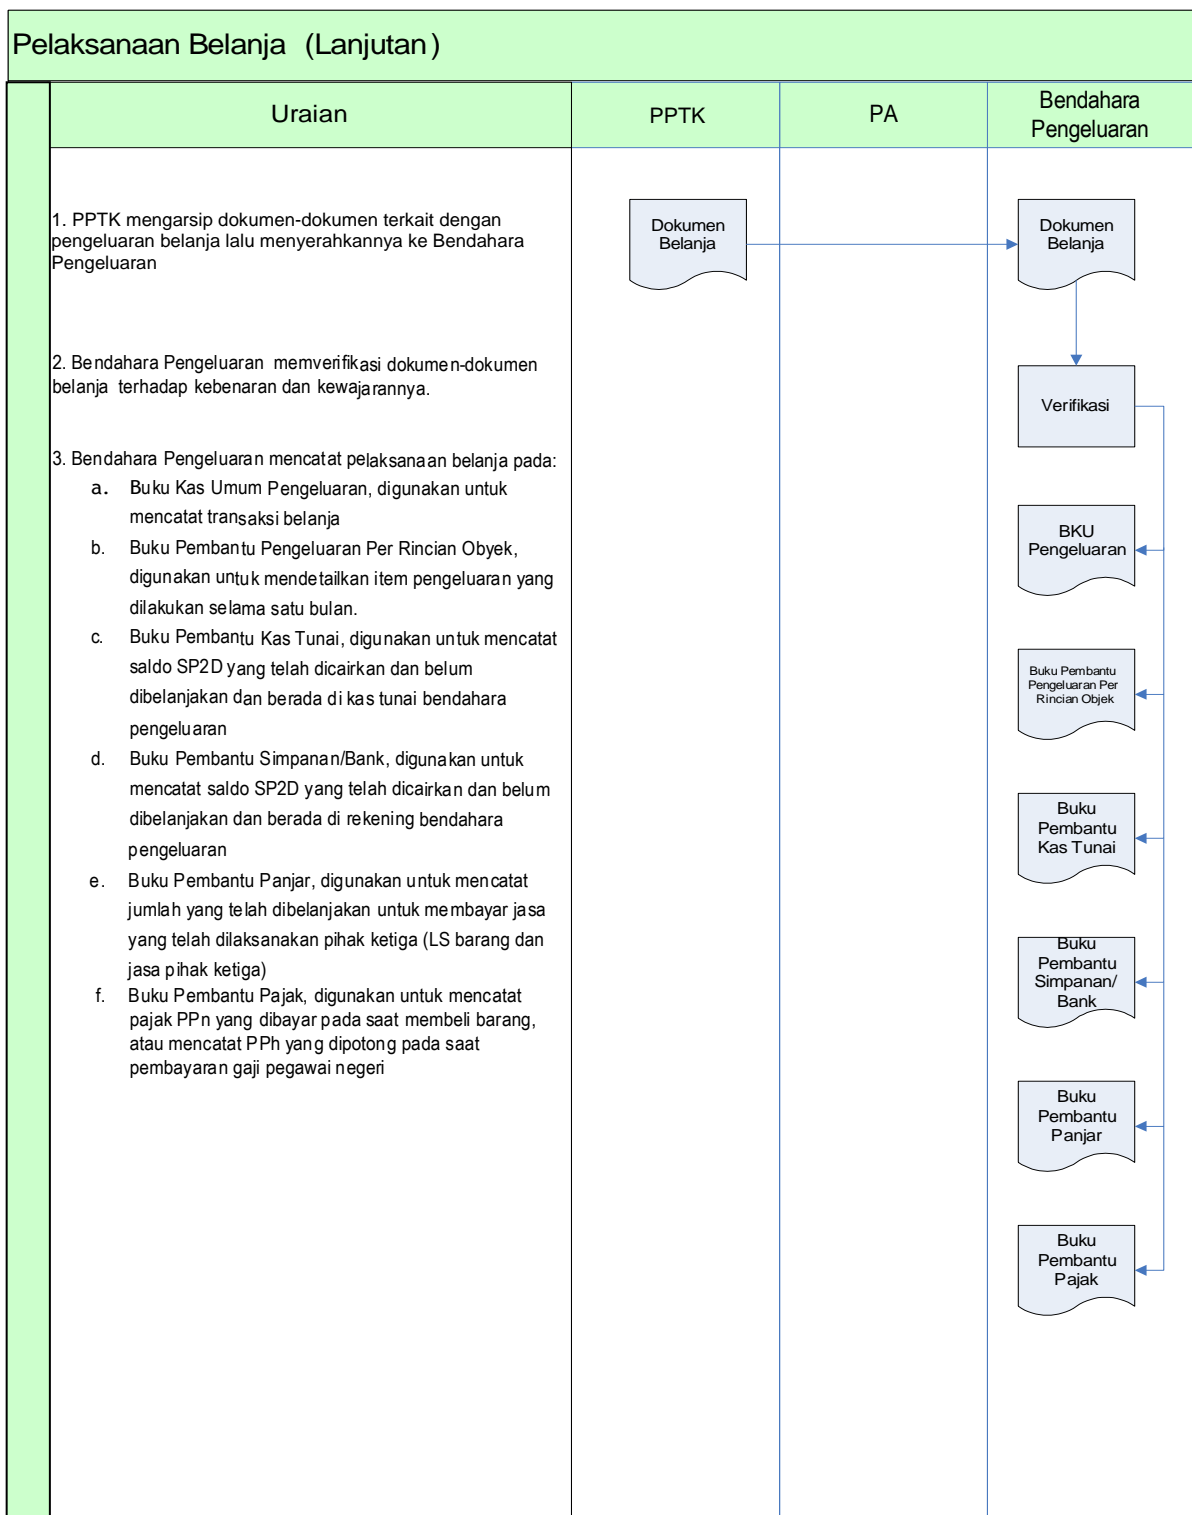 Pelaksanaan Belanja (Lanjutan)
Uraian
PPTK
PA
Bendahara
Pengeluaran
1. PPTK mengarsip dokumen-dokumen terkait dengan
pengeluaran belanja lalu menyerahkannya ke Bendahara
Pengeluaran
Dokumen
Belanja
Dokumen
Belanja
2. Bendahara Pengeluaran memverifikasi dokumen-dokumen
belanja terhadap kebenaran dan kewajarannya.
Verifikasi
3. Bendahara Pengeluaran mencatat pelaksanaan belanja pada:
a. Buku Kas Umum Pengeluaran, digunakan untuk
mencatat transaksi belanja
b. Buku Pembantu Pengeluaran Per Rincian Obyek,
digunakan untuk mendetailkan item pengeluaran yang
dilakukan selama satu bulan.
c. Buku Pembantu Kas Tunai, digunakan untuk mencatat
saldo SP2D yang telah dicairkan dan belum
dibelanjakan dan berada di kas tunai bendahara
pengeluaran
d. Buku Pembantu Simpanan/Bank, digunakan untuk
mencatat saldo SP2D yang telah dicairkan dan belum
dibelanjakan dan berada di rekening bendahara
pengeluaran
e. Buku Pembantu Panjar, digunakan untuk mencatat
jumlah yang telah dibelanjakan untuk membayar jasa
yang telah dilaksanakan pihak ketiga (LS barang dan
jasa pihak ketiga)
f. Buku Pembantu Pajak, digunakan untuk mencatat
pajak PPn yang dibayar pada saat membeli barang,
atau mencatat PPh yang dipotong pada saat
pembayaran gaji pegawai negeri
BKU
Pengeluaran
Buku Pembantu
Pengeluaran Per
Rincian Objek
Buku
Pembantu
Kas Tunai
Buku
Pembantu
Simpanan/
Bank
Buku
Pembantu
Panjar
Buku
Pembantu
Pajak